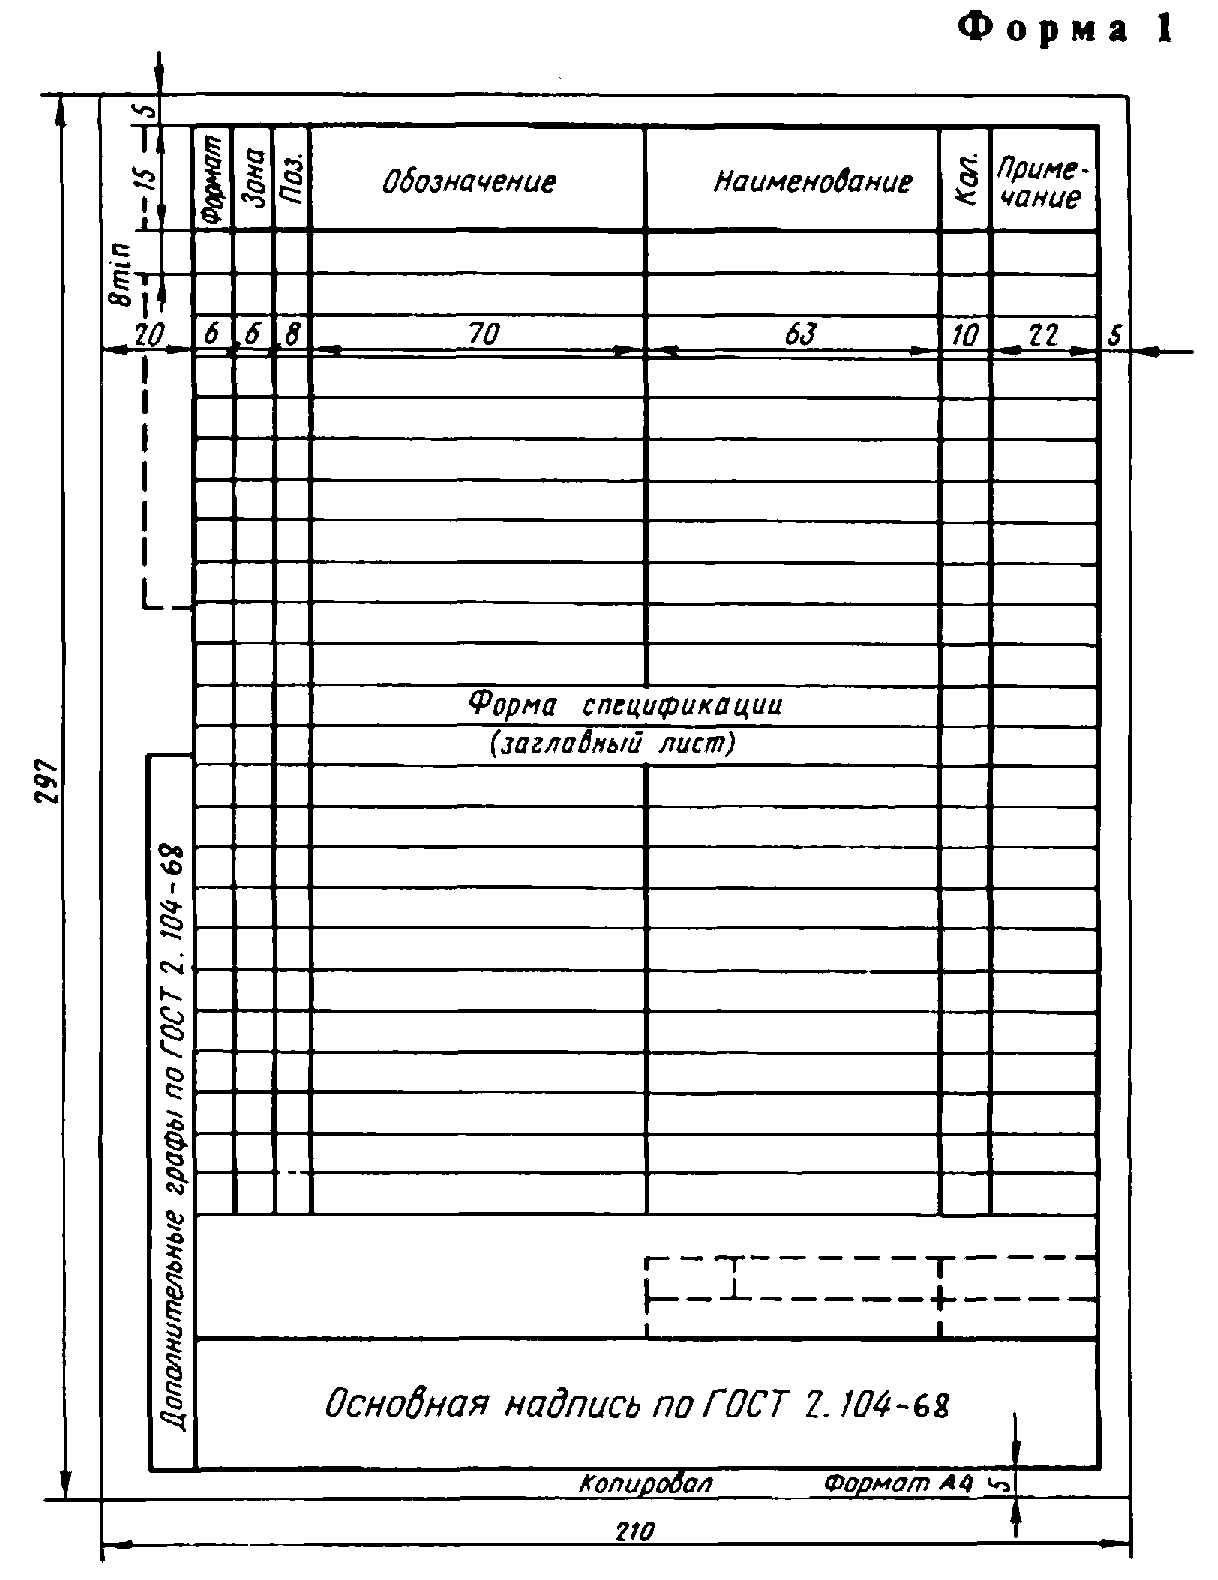 Форма 1
5
15
Формат
Зона
Поз.
Обозначение
Наименование
Кол.
Приме-
чание
8min
20
6
6
8
70
63
10
22
5
Форма спецификации
(заглавный лист)
297
Дополнительные графы по ГОСТ 2.104-68
Основная надпись по ГОСТ 2.104-68
Копировал
Формат А4
5
210